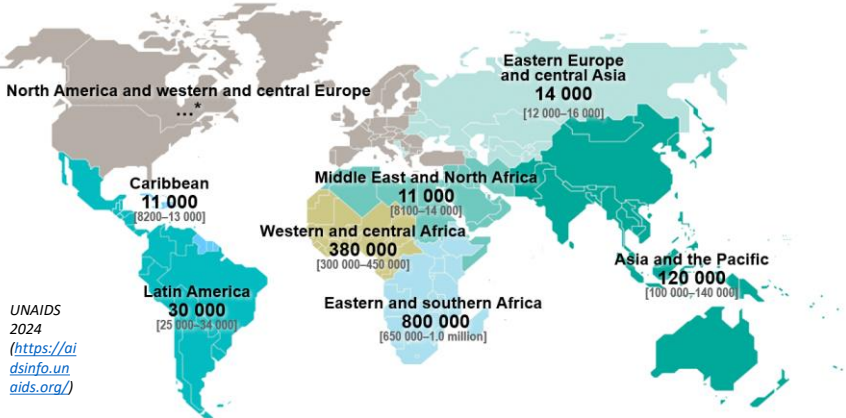 North America and western and central Europe
...*
Eastern Europe
and central Asia
14 000
[12 000–16 000]
Caribbean
11 000
[8200–13 000]
Middle East and North Africa
11 000
[8100–14 000]
Western and central Africa
380 000
[300 000–450 000]
Asia and the Pacific
120 000
[100 000–140 000]
Latin America
30 000
[25 000–34 000]
Eastern and southern Africa
800 000
[650 000–1.0 million]
UNAIDS
2024
(https://ai
dsinfo.un
aids.org/)